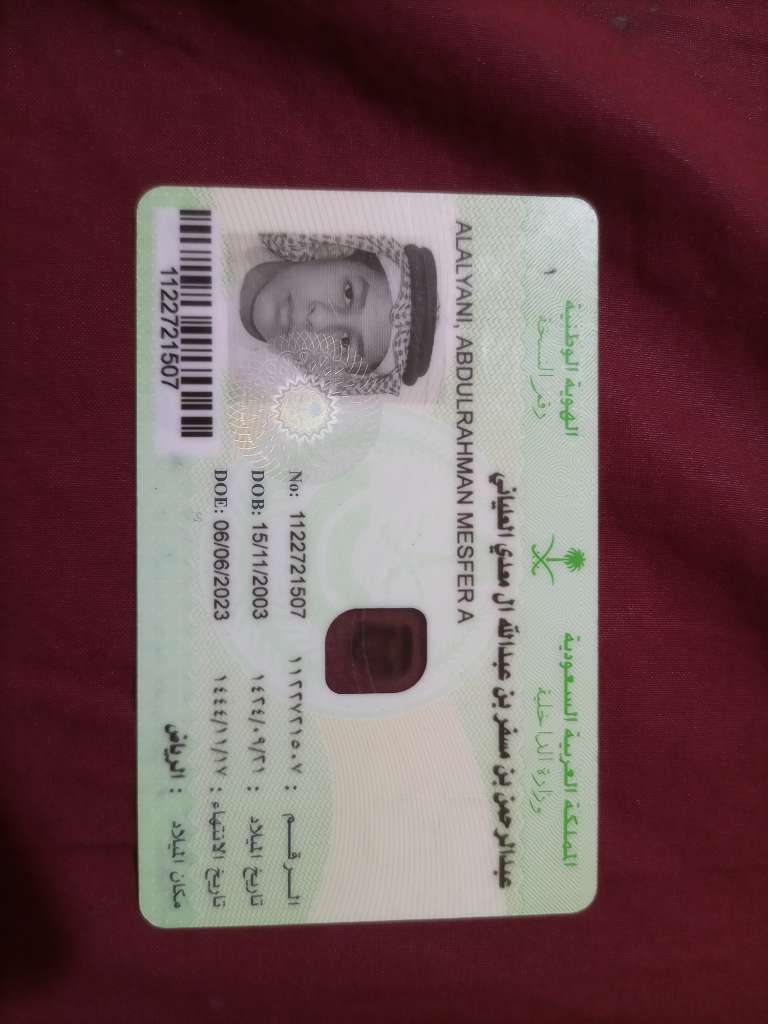 المملكة العربية السعودية
الهوية الوطنية
وزارة الداخلية
رقم النسخة
١
عبدالرحمن بن مسفر بن عبدالله ال معدي العلياني
ALALYANI, ABDULRAHMAN MESFER A
الرقم : ١١٢٢٧٢١٥٠٧ No: 1122721507
تاريخ الميلاد : ١٤٢٤/٠٩/٢١ DOB: 15/11/2003
تاريخ الانتهاء : ١٤٤٤/١١/١٧ DOE: 06/06/2023
مكان الميلاد : الرياض
1122721507